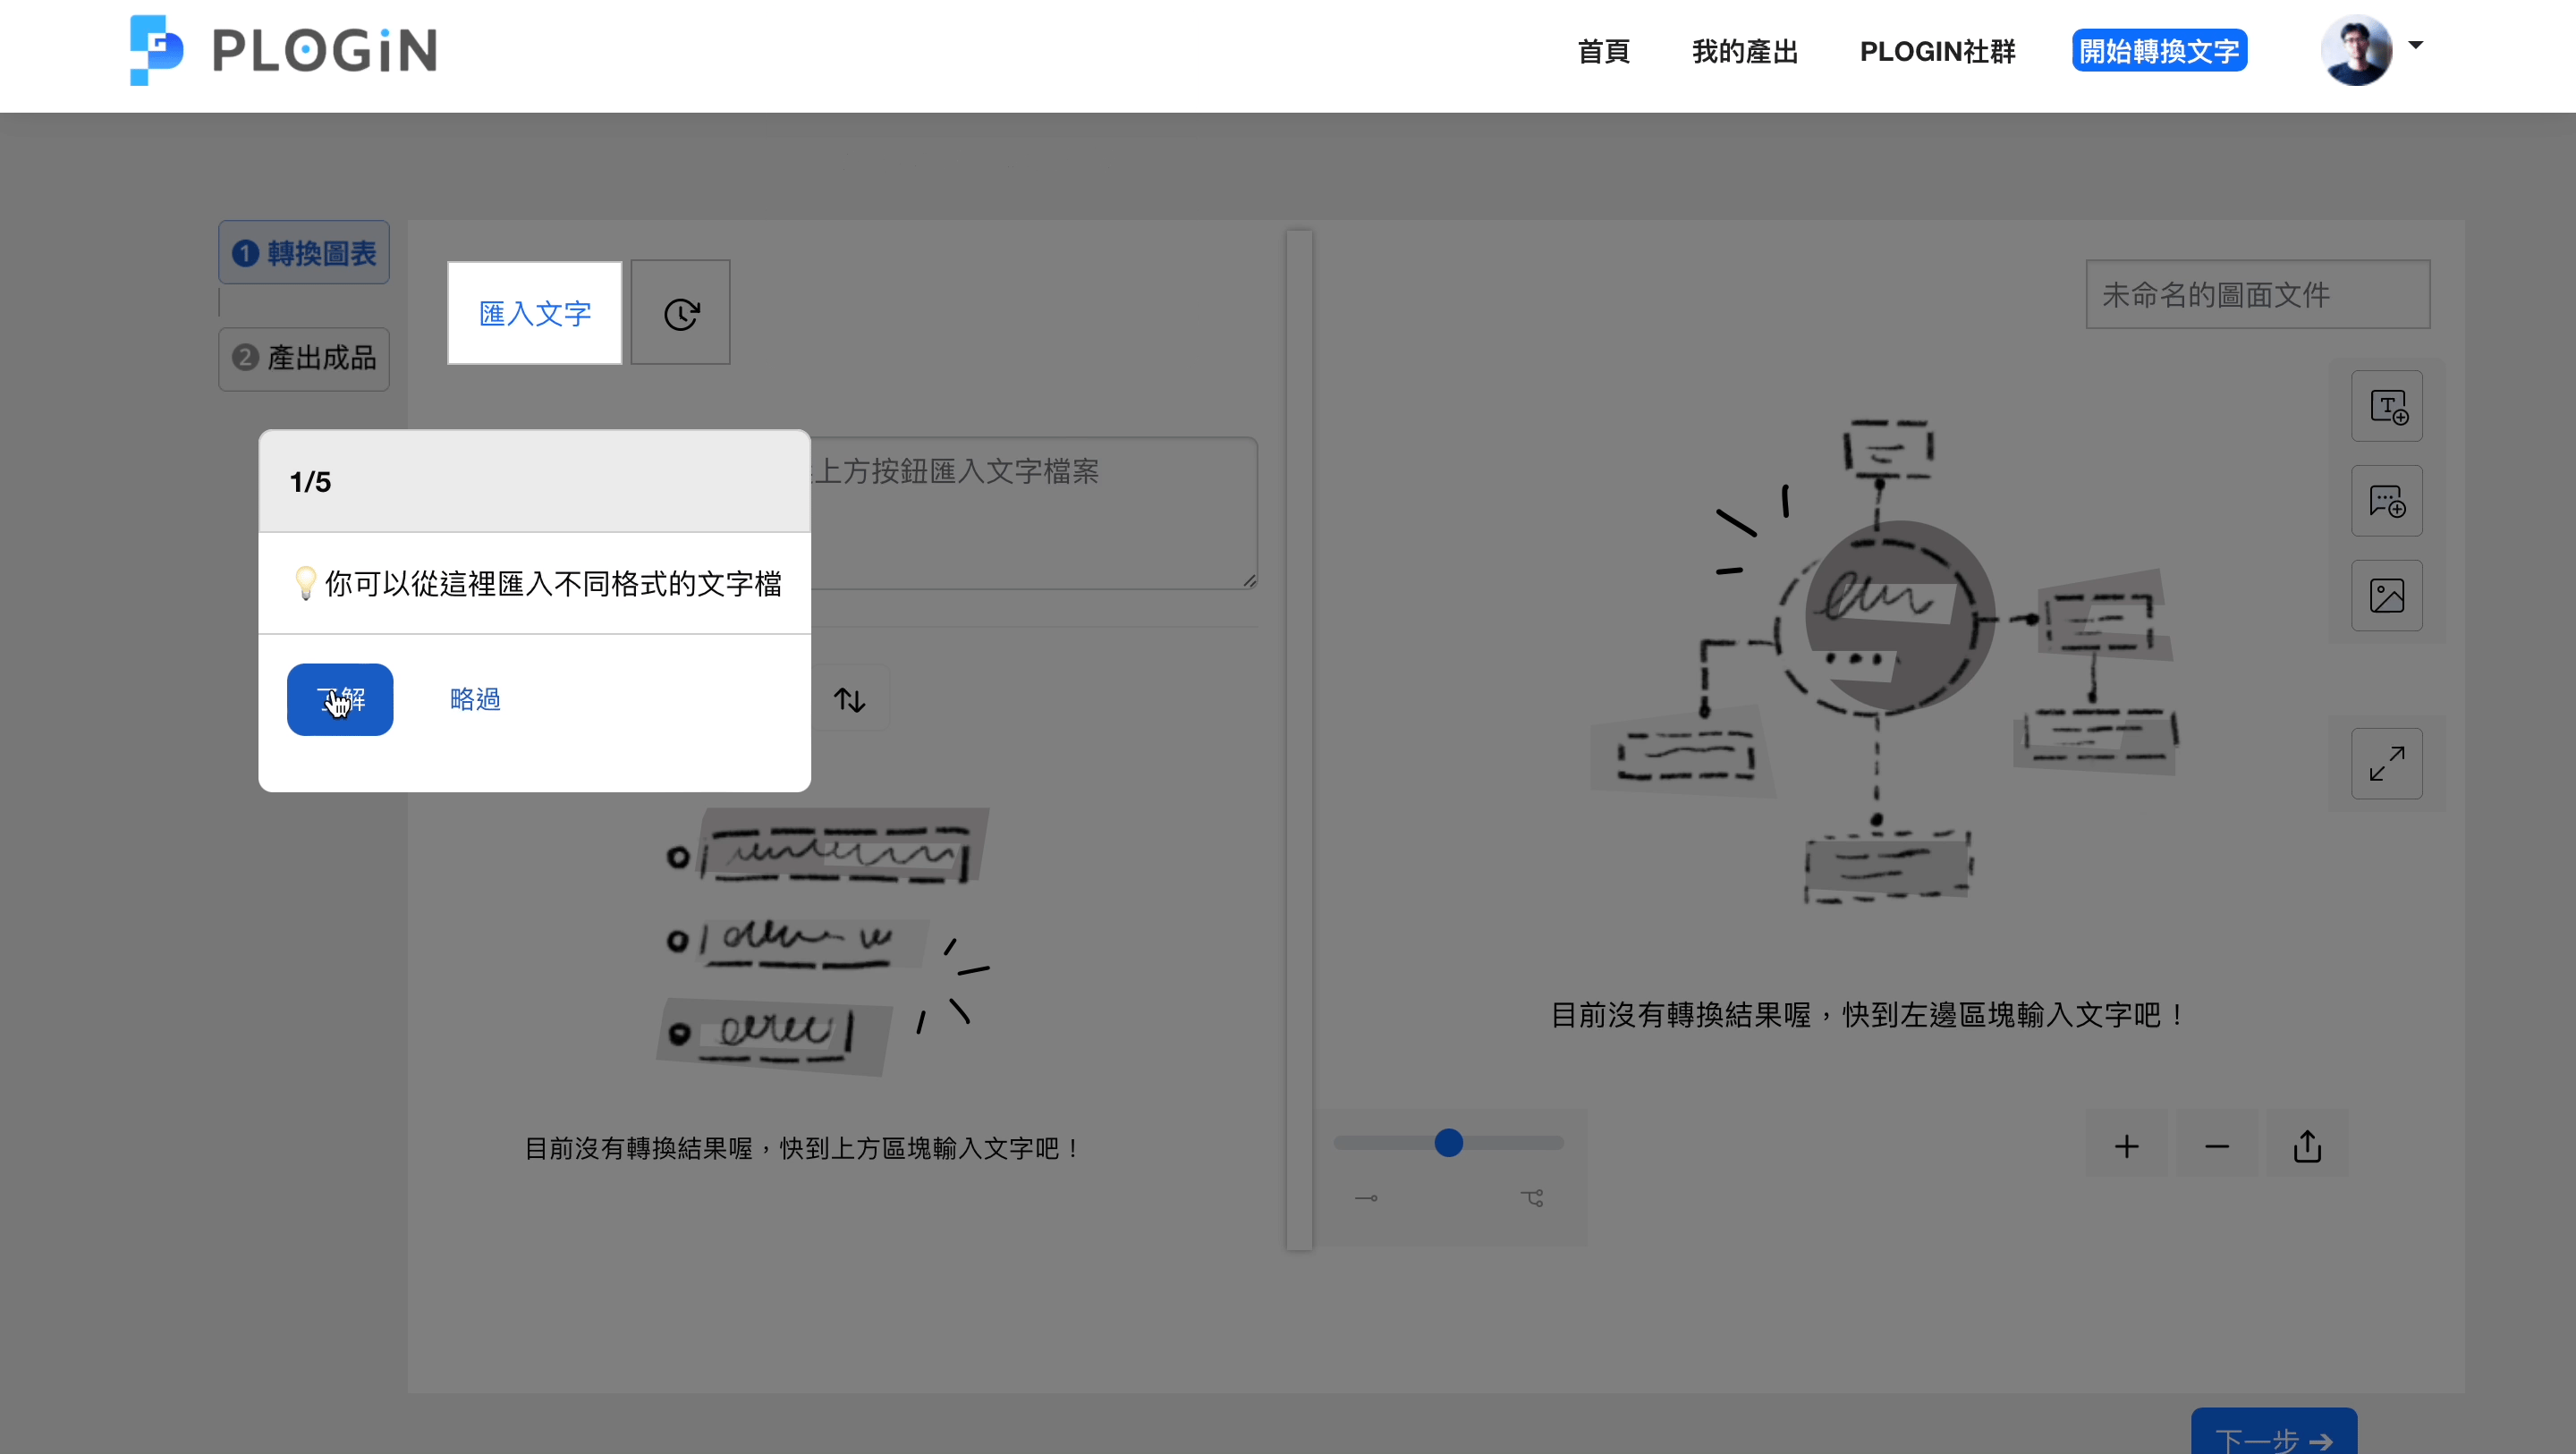 PLOGiN
首頁
我的產出
PLOGIN社群
開始轉換文字
1 轉換圖表
2 產出成品
匯入文字
未命名的圖面文件
上方按鈕匯入文字檔案
1/5
你可以從這裡匯入不同格式的文字檔
解
略過
目前沒有轉換結果喔，快到左邊區塊輸入文字吧！
目前沒有轉換結果喔，快到上方區塊輸入文字吧！
下一步